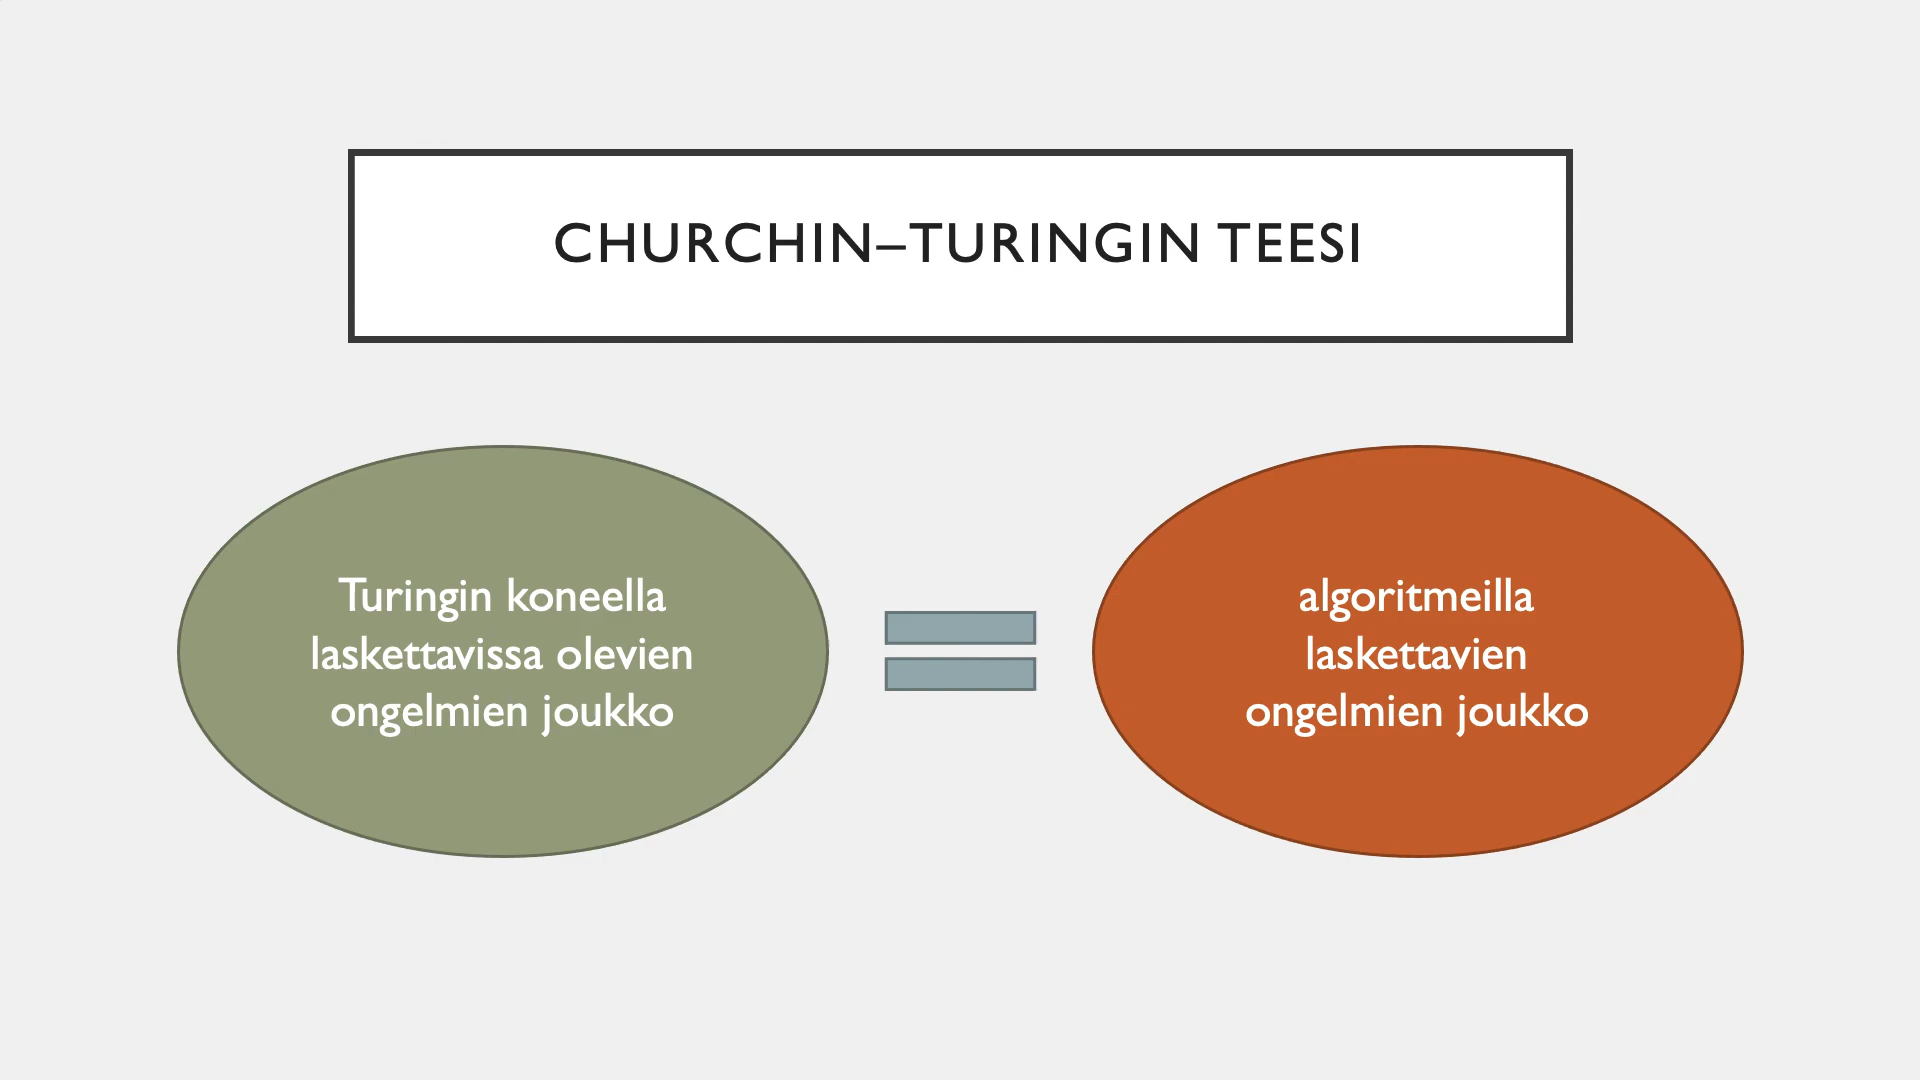 CHURCHIN–TURINGIN TEESI
Turingin koneella
laskettavissa olevien
ongelmien joukko
algoritmeilla
laskettavien
ongelmien joukko